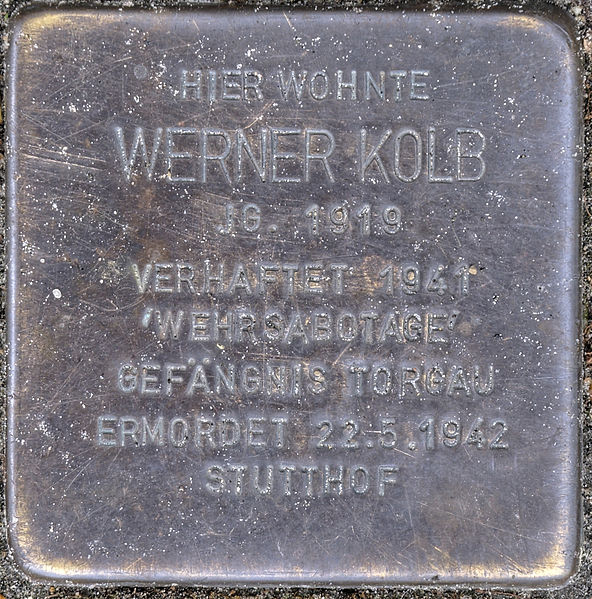 HIER WOHNTE
WERNER KOLB
JG. 1919
VERHAFTET 1941
'WEHRSABOTAGE'
GEFÄNGNIS TORGAU
ERMORDET 22.5.1942
STUTTHOF